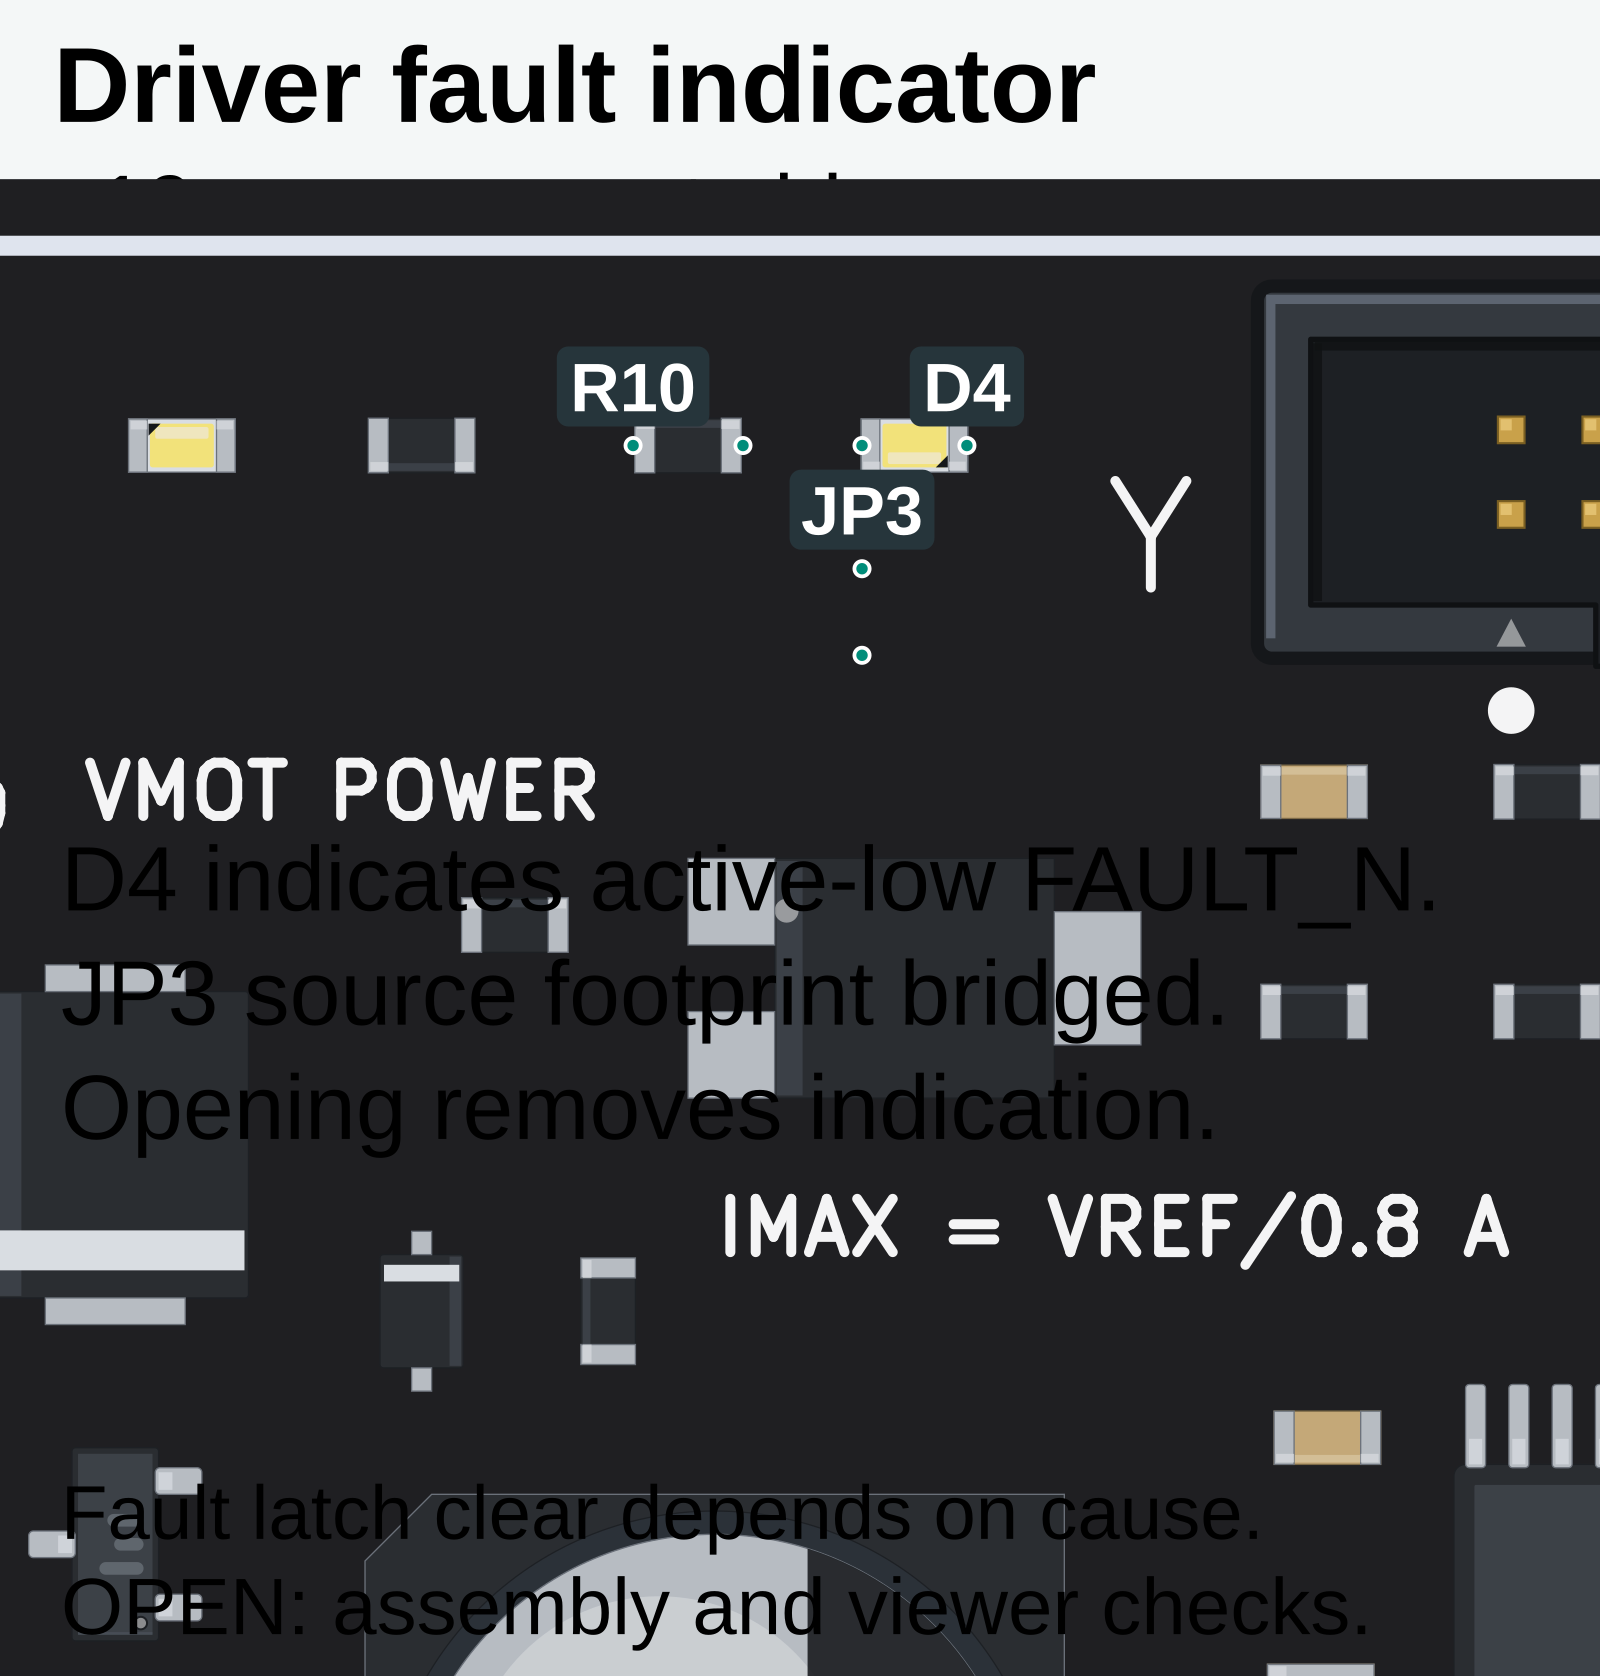 Driver fault indicator
R10 D4
JP3
Y
VMOT POWER
D4 indicates active-low FAULT_N.
JP3 source footprint bridged.
Opening removes indication.
IMAX = VREF/0.8 A
Fault latch clear depends on cause.
OPEN: assembly and viewer checks.